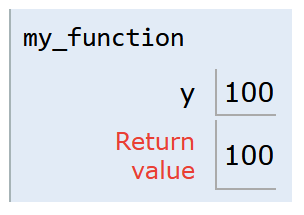 my_function
y 100
Return
value 100